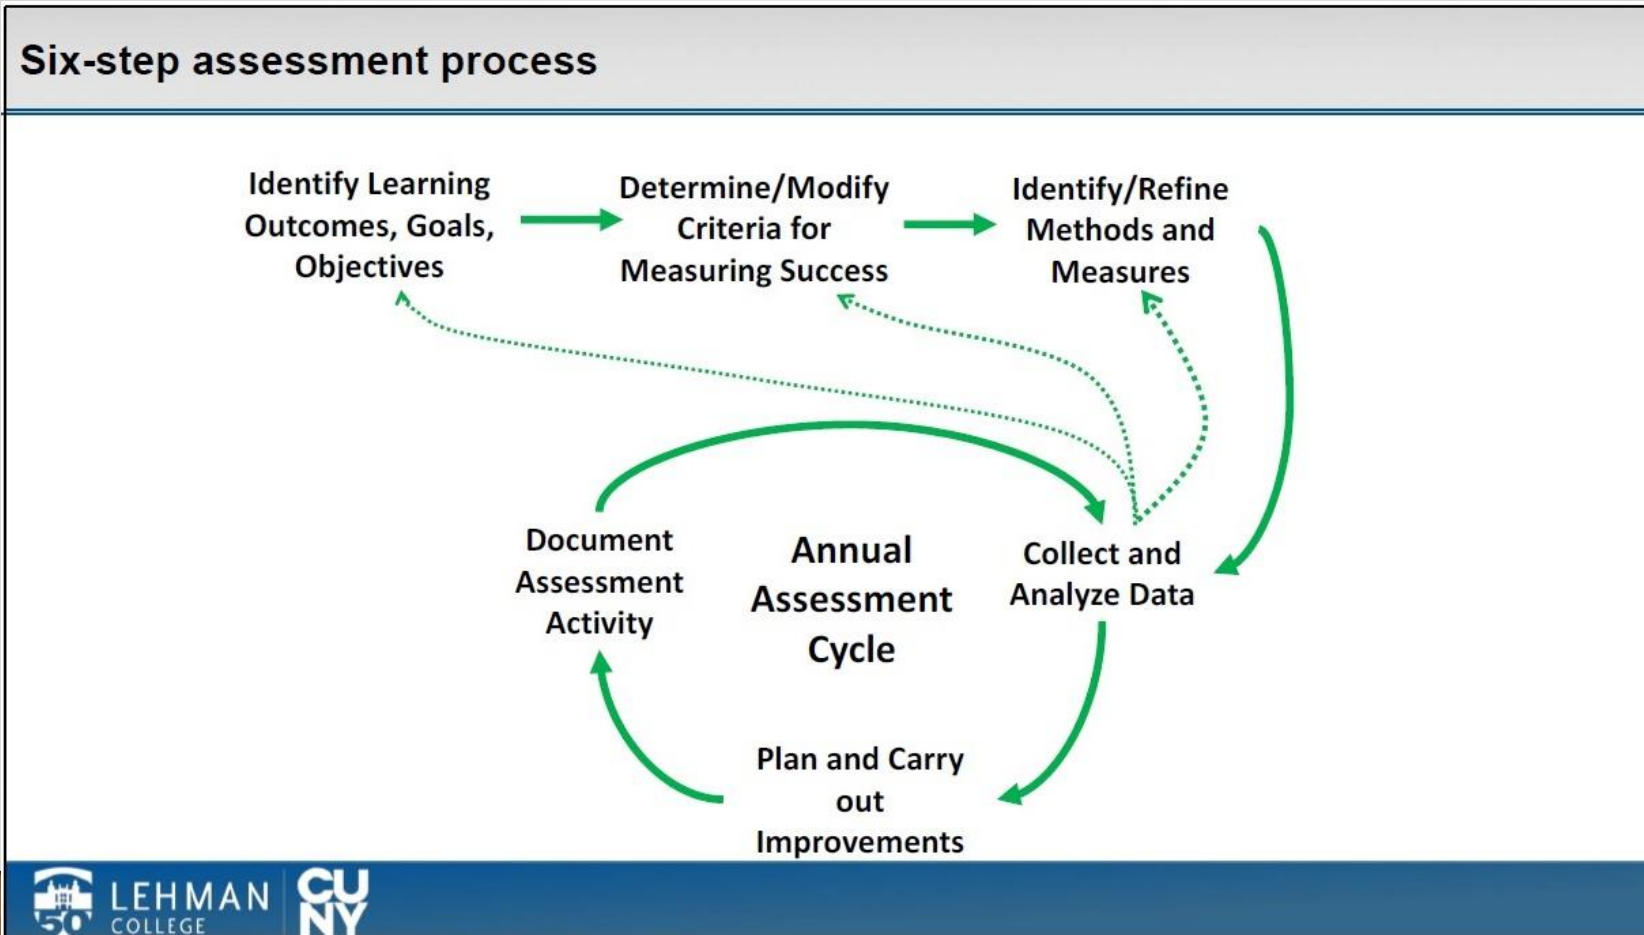 Six-step assessment process
Identify Learning
Outcomes, Goals,
Objectives
Determine/Modify
Criteria for
Measuring Success
Identify/Refine
Methods and
Measures
Document
Assessment
Activity
Annual
Assessment
Cycle
Collect and
Analyze Data
Plan and Carry
out
Improvements
50
LEHMAN
COLLEGE
CU
NY